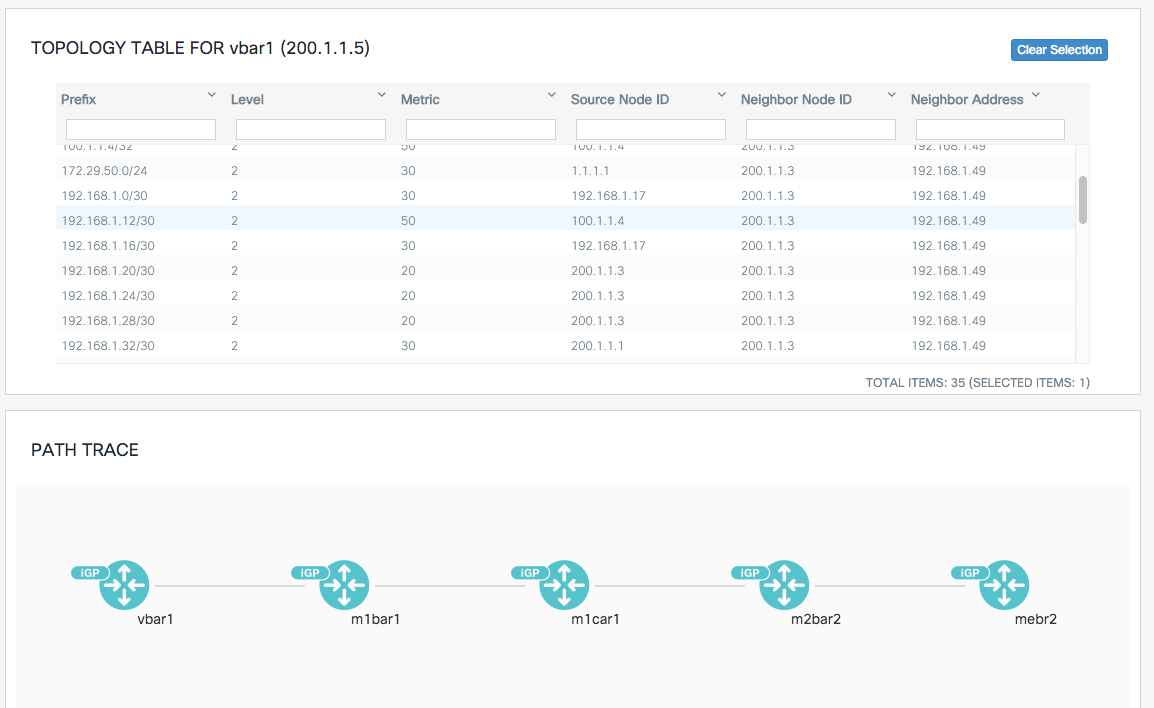 TOPOLOGY TABLE FOR vbar1 (200.1.1.5)
Clear Selection
Prefix Level Metric Source Node ID Neighbor Node ID Neighbor Address
100.1.1.4/32 2 50 100.1.1.4 200.1.1.3 192.168.1.49
172.29.50.0/24 2 30 1.1.1.1 200.1.1.3 192.168.1.49
192.168.1.0/30 2 30 192.168.1.17 200.1.1.3 192.168.1.49
192.168.1.12/30 2 50 100.1.1.4 200.1.1.3 192.168.1.49
192.168.1.16/30 2 30 192.168.1.17 200.1.1.3 192.168.1.49
192.168.1.20/30 2 20 200.1.1.3 200.1.1.3 192.168.1.49
192.168.1.24/30 2 20 200.1.1.3 200.1.1.3 192.168.1.49
192.168.1.28/30 2 20 200.1.1.3 200.1.1.3 192.168.1.49
192.168.1.32/30 2 30 200.1.1.1 200.1.1.3 192.168.1.49
TOTAL ITEMS: 35 (SELECTED ITEMS: 1)
PATH TRACE
iGP iGP iGP iGP iGP
vbar1 m1bar1 m1car1 m2bar2 mebr2